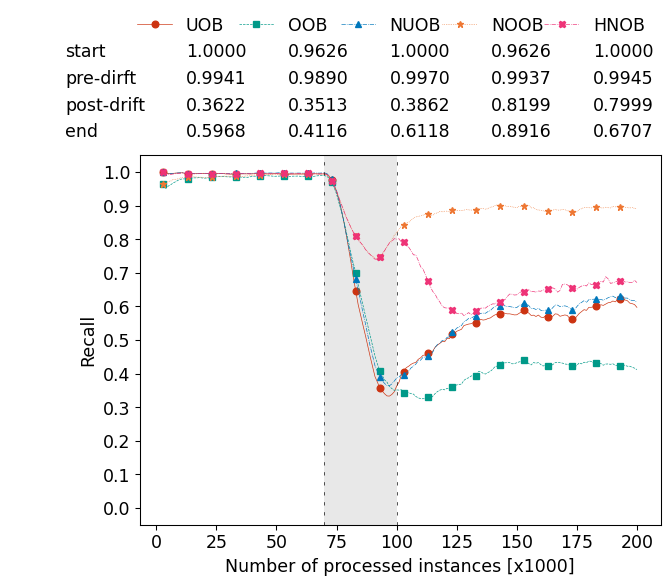 UOB OOB NUOB NOOB HNOB
start 1.0000 0.9626 1.0000 0.9626 1.0000
pre-dirft 0.9941 0.9890 0.9970 0.9937 0.9945
post-drift 0.3622 0.3513 0.3862 0.8199 0.7999
end 0.5968 0.4116 0.6118 0.8916 0.6707
1.0
0.9
0.8
0.7
0.6
0.5
0.4
0.3
0.2
0.1
0.0
Recall
0 25 50 75 100 125 150 175 200
Number of processed instances [x1000]